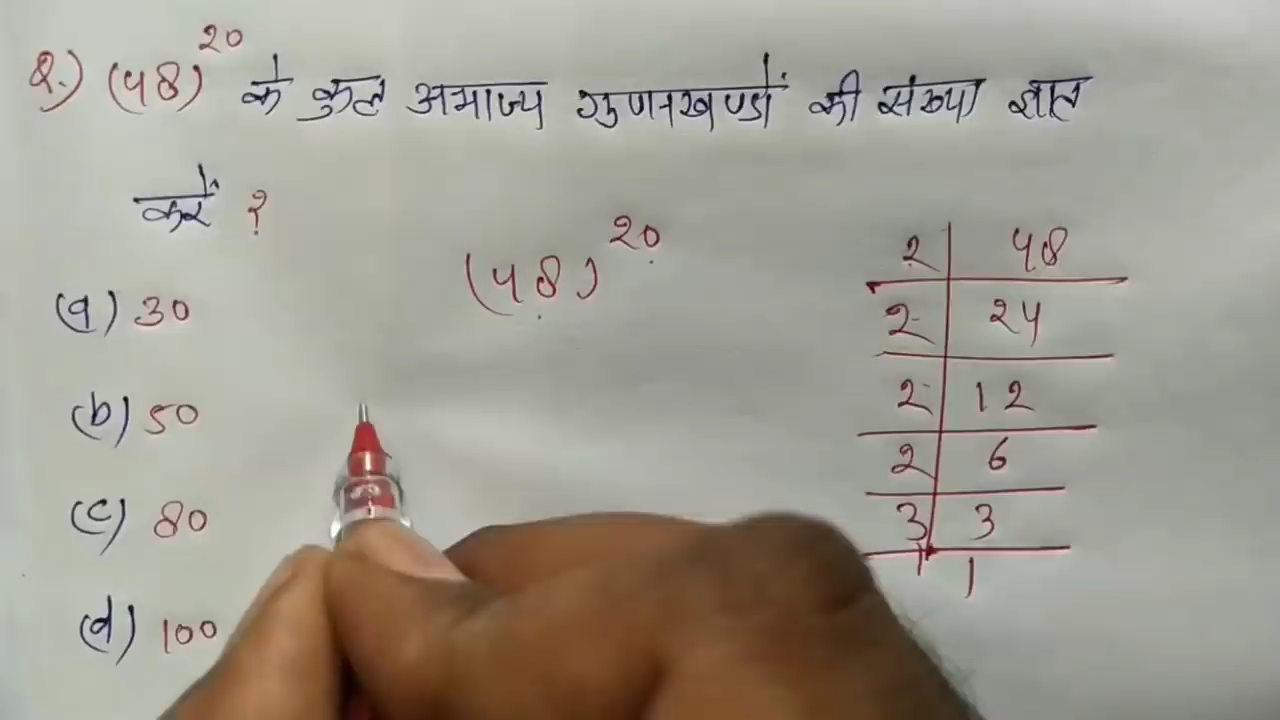 Q.) (48)^20 के कुल अभाज्य गुणनखण्डों की संख्या ज्ञात
करें ?
(48)^20
(a) 30
(b) 50
(c) 80
(d) 100
2 | 48
2 | 24
2 | 12
2 | 6
3 | 3
1 | 1